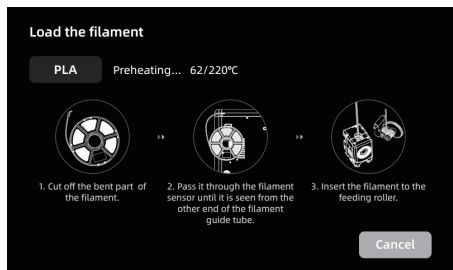 Load the filament
PLA
Preheating... 62/220℃
1. Cut off the bent part of
the filament.
2. Pass it through the filament
sensor until it is seen from the
other end of the filament
guide tube.
3. Insert the filament to the
feeding roller.
Cancel